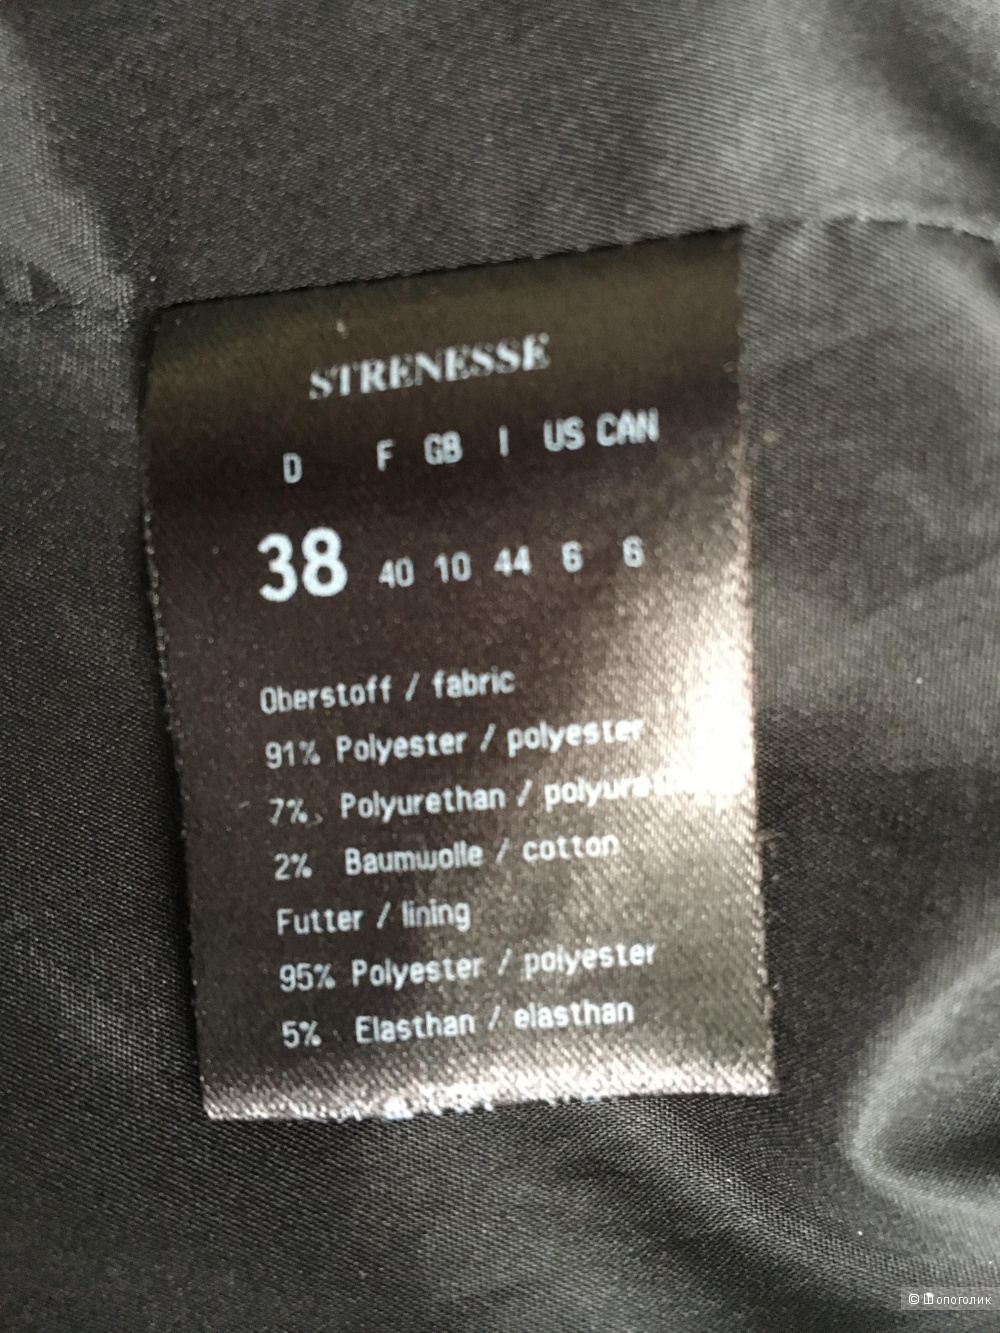 STRENESSE
D F GB I US CAN
38 40 10 44 6 6
Oberstoff / fabric
91% Polyester / polyester
7% Polyurethan /
2% Baumwolle / cotton
Futter / lining
95% Polyester / polyester
5% Elasthan / elasthan
© Шопоголик